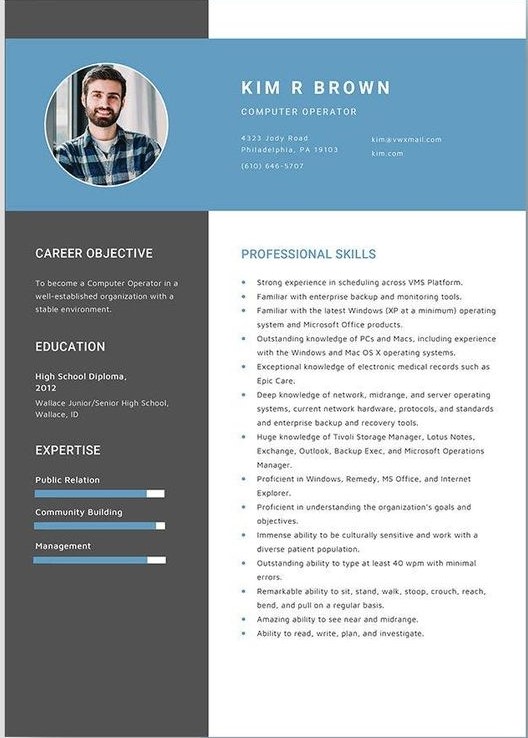 KIM R BROWN
COMPUTER OPERATOR
4323 Jody Road
Philadelphia, PA 19103
(610) 646-5707
kim@vwxmail.com
kim.com
CAREER OBJECTIVE
To become a Computer Operator in a
well-established organization with a
stable environment.
EDUCATION
High School Diploma,
2012
Wallace Junior/Senior High School,
Wallace, ID
EXPERTISE
Public Relation
Community Building
Management
PROFESSIONAL SKILLS
• Strong experience in scheduling across VMS Platform.
• Familiar with enterprise backup and monitoring tools.
• Familiar with the latest Windows (XP at a minimum) operating
system and Microsoft Office products.
• Outstanding knowledge of PCs and Macs, including experience
with the Windows and Mac OS X operating systems.
• Exceptional knowledge of electronic medical records such as
Epic Care.
• Deep knowledge of network, midrange, and server operating
systems, current network hardware, protocols, and standards
and enterprise backup and recovery tools.
• Huge knowledge of Tivoli Storage Manager, Lotus Notes,
Exchange, Outlook, Backup Exec, and Microsoft Operations
Manager.
• Proficient in Windows, Remedy, MS Office, and Internet
Explorer.
• Proficient in understanding the organization's goals and
objectives.
• Immense ability to be culturally sensitive and work with a
diverse patient population.
• Outstanding ability to type at least 40 wpm with minimal
errors.
• Remarkable ability to sit, stand, walk, stoop, crouch, reach,
bend, and pull on a regular basis.
• Amazing ability to see near and midrange.
• Ability to read, write, plan, and investigate.